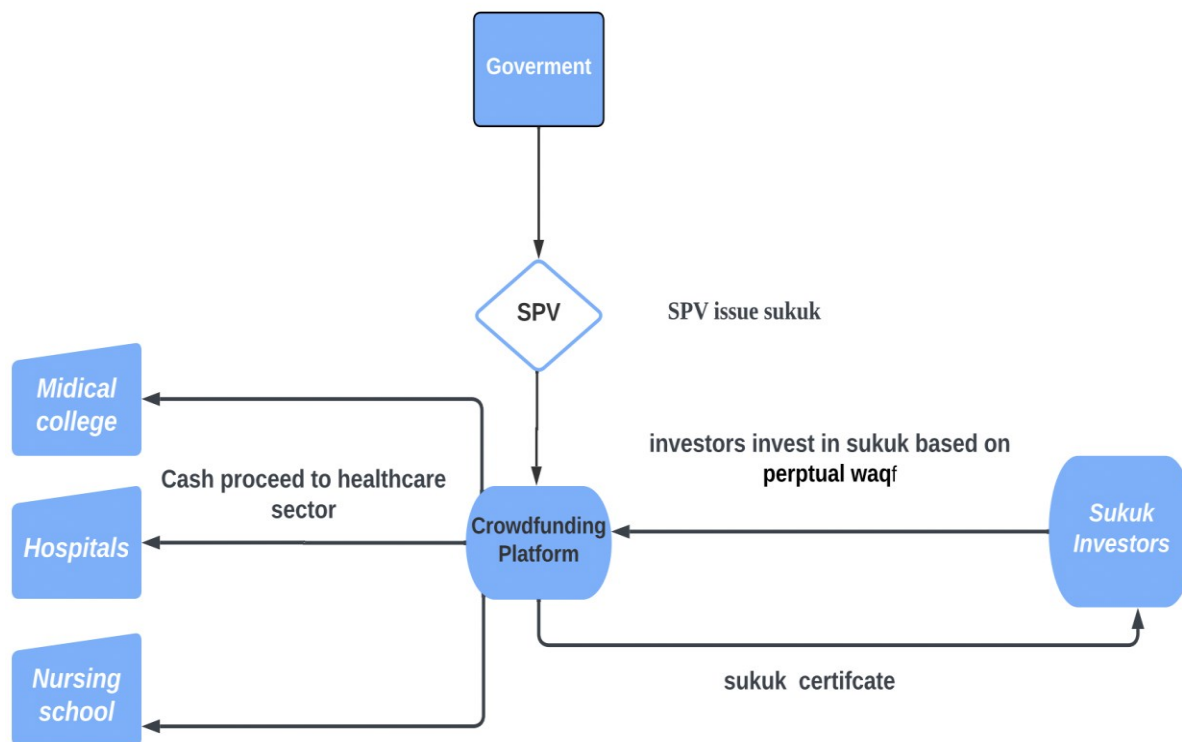 Goverment
SPV
SPV issue sukuk
Midical
college
investors invest in sukuk based on
perptual waqf
Cash proceed to healthcare
sector
Hospitals
Crowdfunding
Platform
Sukuk
Investors
Nursing
school
sukuk certifcate